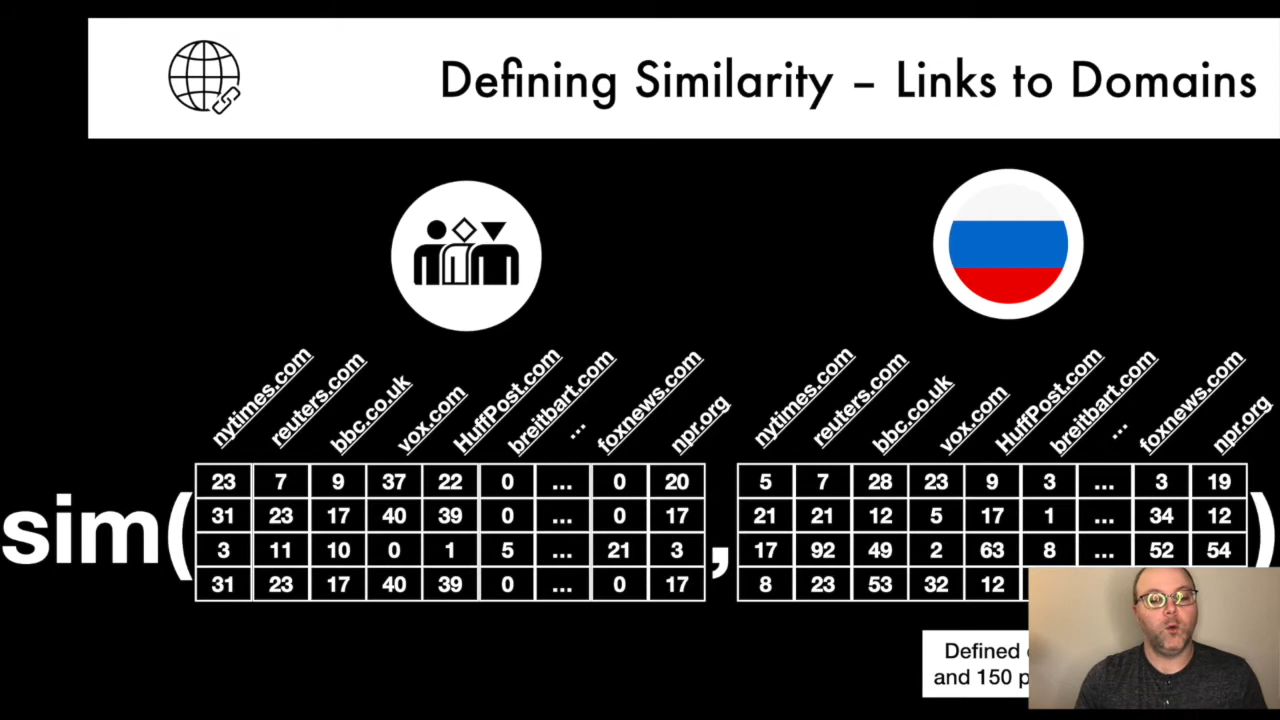 Defining Similarity – Links to Domains
nytimes.com reuters.com bbc.co.uk vox.com HuffPost.com breitbart.com ... foxnews.com npr.org
nytimes.com reuters.com bbc.co.uk vox.com HuffPost.com breitbart.com ... foxnews.com npr.org
sim( , )
23 7 9 37 22 0 ... 0 20
31 23 17 40 39 0 ... 0 17
3 11 10 0 1 5 ... 21 3
31 23 17 40 39 0 ... 0 17
5 7 28 23 9 3 ... 3 19
21 21 12 5 17 1 ... 34 12
17 92 49 2 63 8 ... 52 54
8 23 53 32 12
Defined
and 150